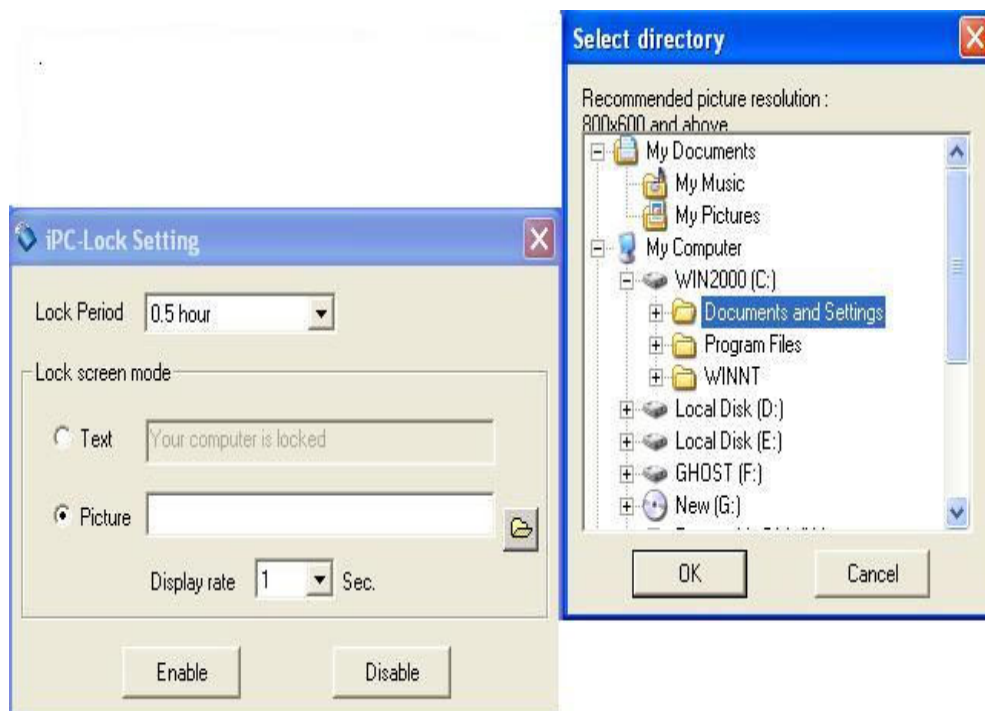 iPC-Lock Setting
Lock Period 0.5 hour
Lock screen mode
Text Your computer is locked
Picture
Display rate 1 Sec.
Enable Disable
Select directory
Recommended picture resolution :
800x600 and above
My Documents
My Music
My Pictures
My Computer
WIN2000 (C:)
Documents and Settings
Program Files
WINNT
Local Disk (D:)
Local Disk (E:)
GHOST (F:)
New (G:)
OK Cancel